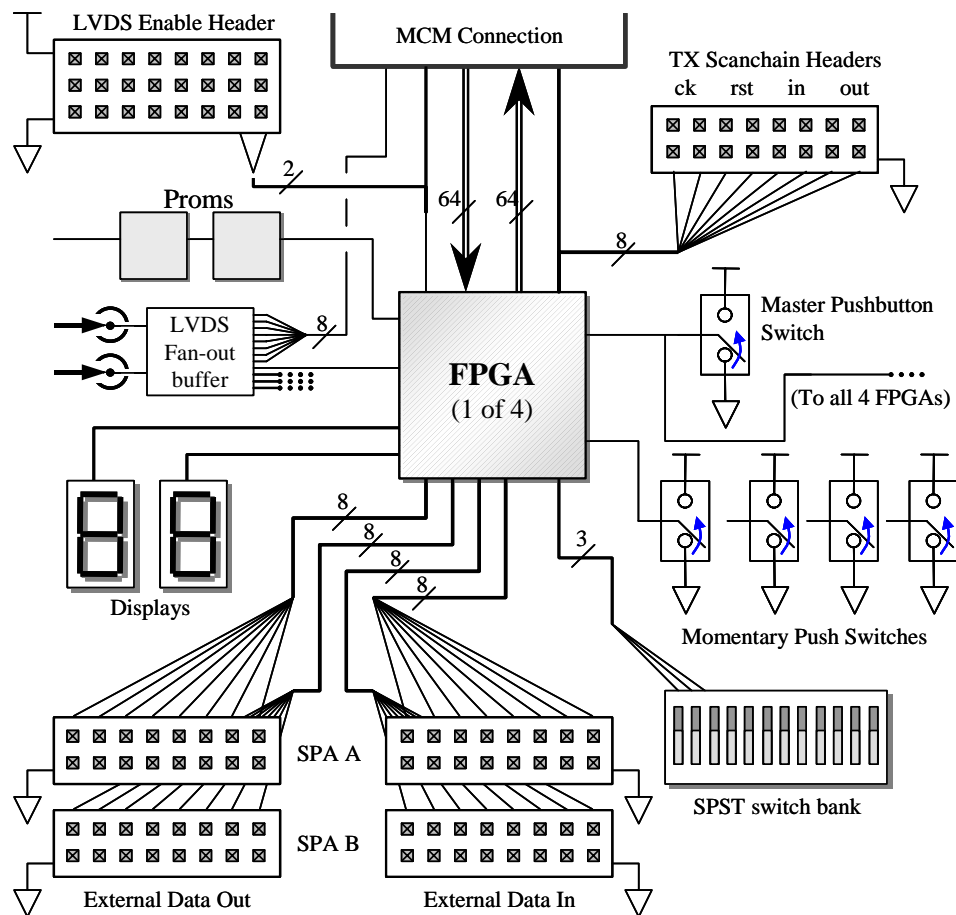 LVDS Enable Header
MCM Connection
TX Scanchain Headers
ck rst in out
2
64
64
8
Proms
Master Pushbutton
Switch
LVDS
Fan-out
buffer
8
FPGA
(1 of 4)
(To all 4 FPGAs)
8
8
8
8
3
Displays
Momentary Push Switches
SPA A
SPST switch bank
SPA B
External Data Out
External Data In